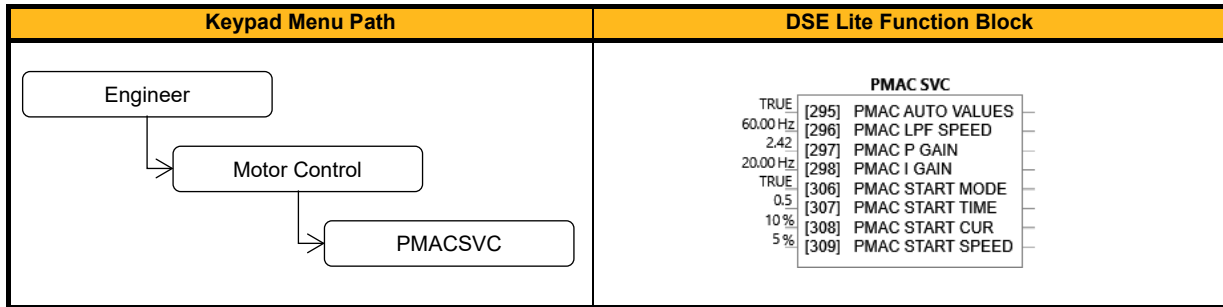 Keypad Menu Path
DSE Lite Function Block
Engineer
Motor Control
PMACSVC
PMAC SVC
TRUE [295] PMAC AUTO VALUES
60.00 Hz [296] PMAC LPF SPEED
2.42 [297] PMAC P GAIN
20.00 Hz [298] PMAC I GAIN
TRUE [306] PMAC START MODE
0.5 [307] PMAC START TIME
10 % [308] PMAC START CUR
5 % [309] PMAC START SPEED